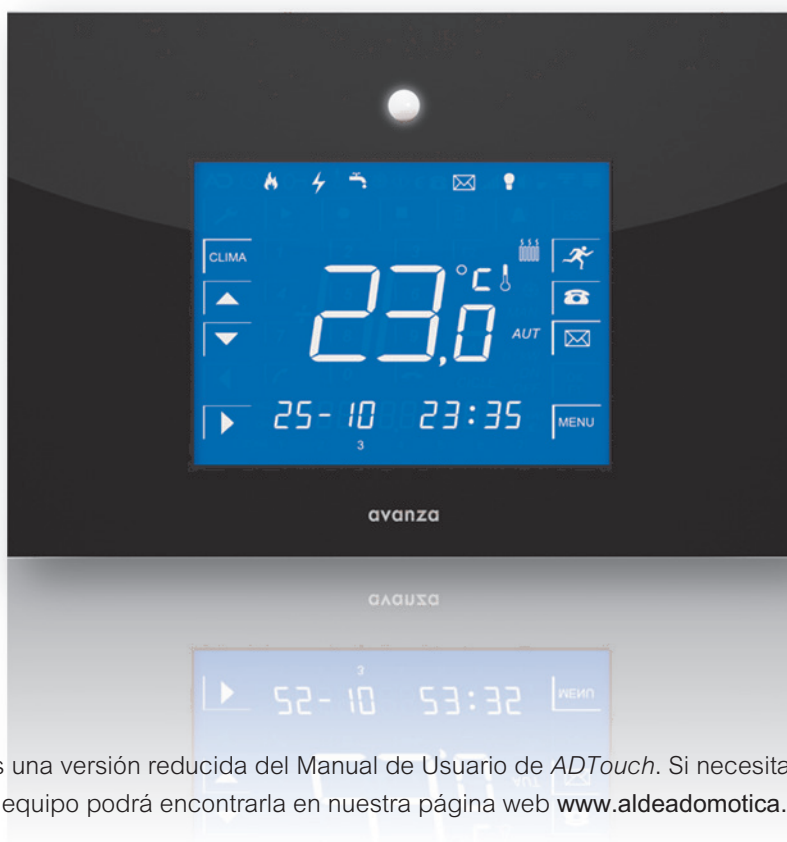 CLIMA
23,0 °C
AUT
25-10 23:35 MENU
3
avanza
s una versión reducida del Manual de Usuario de ADTouch. Si necesita
equipo podrá encontrarla en nuestra página web www.aldeadomotica.